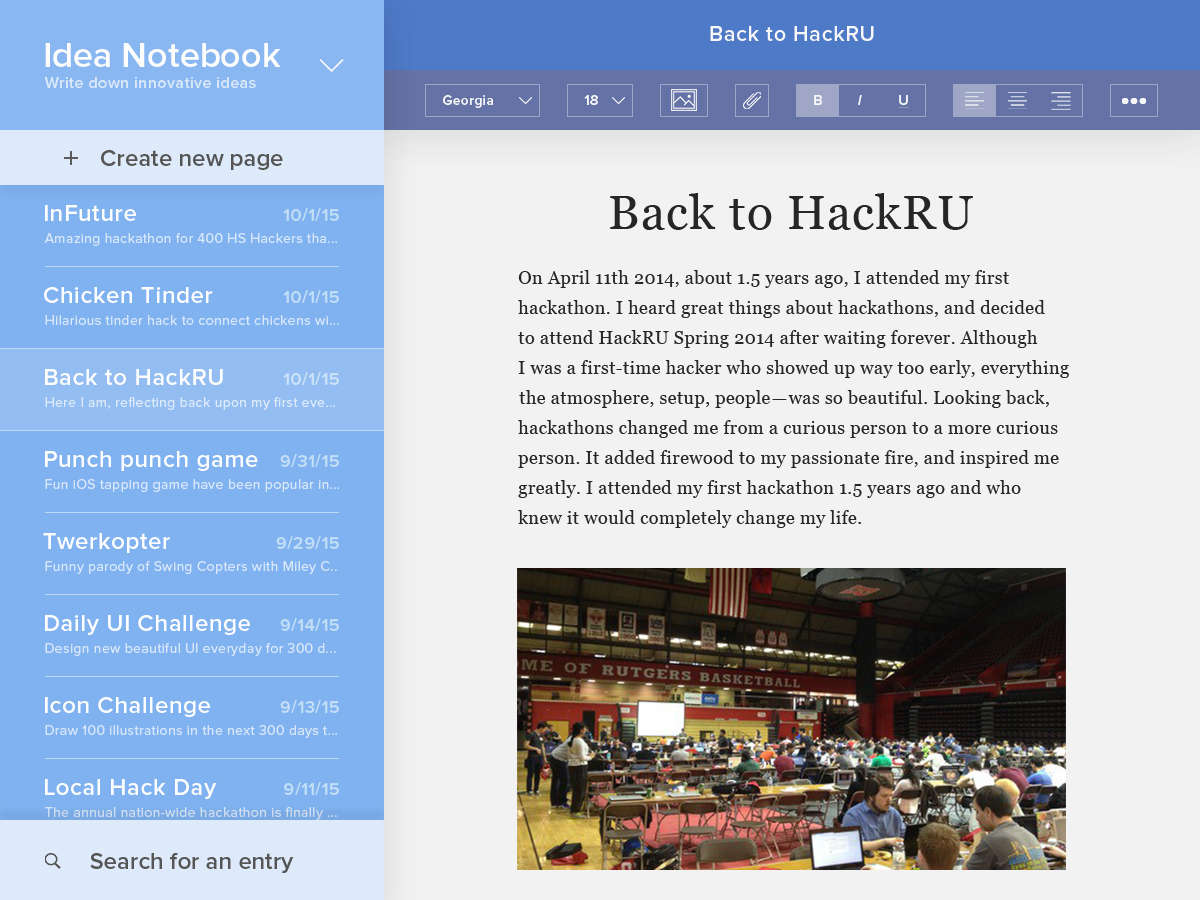 Idea Notebook
Write down innovative ideas
Create new page
InFuture 10/1/15
Amazing hackathon for 400 HS Hackers tha...
Chicken Tinder 10/1/15
Hilarious tinder hack to connect chickens wi...
Back to HackRU 10/1/15
Here I am, reflecting back upon my first eve...
Punch punch game 9/31/15
Fun iOS tapping game have been popular in...
Twerkopter 9/29/15
Funny parody of Swing Copters with Miley C..
Daily UI Challenge 9/14/15
Design new beautiful UI everyday for 300 d...
Icon Challenge 9/13/15
Draw 100 illustrations in the next 300 days t...
Local Hack Day 9/11/15
The annual nation-wide hackathon is finally ...
Search for an entry
Back to HackRU
Georgia 18 B I U
Back to HackRU
On April 11th 2014, about 1.5 years ago, I attended my first
hackathon. I heard great things about hackathons, and decided
to attend HackRU Spring 2014 after waiting forever. Although
I was a first-time hacker who showed up way too early, everything
the atmosphere, setup, people—was so beautiful. Looking back,
hackathons changed me from a curious person to a more curious
person. It added firewood to my passionate fire, and inspired me
greatly. I attended my first hackathon 1.5 years ago and who
knew it would completely change my life.
OME OF RUTGERS BASKETBALL